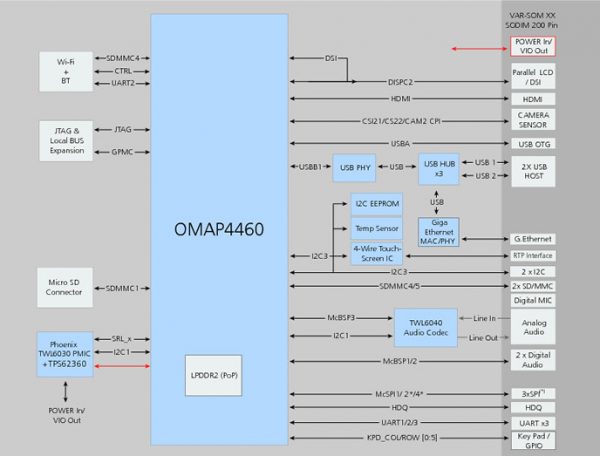 VAR-SOM XX
SODIM 200 Pin
POWER In/
VIO Out
Wi-Fi
+
BT
SDMMC4
CTRL
UART2
DSI
DISPC2
Parallel LCD
/ DSI
HDMI
HDMI
JTAG &
Local BUS
Expansion
JTAG
GPMC
CSI21/CS22/CAM2 CPI
CAMERA
SENSOR
USBA
USB OTG
USBB1
USB PHY
USB
USB HUB
x3
USB 1
USB 2
2X USB
HOST
USB
OMAP4460
I2C EEPROM
Temp Sensor
4-Wire Touch-
Screen IC
Giga
Ethernet
MAC/PHY
G.Ethernet
I2C3
RTP Interface
I2C3
2 x I2C
Micro SD
Connector
SDMMC1
SDMMC4/5
2x SD/MMC
Digital MIC
McBSP3
I2C1
TWL6040
Audio Codec
Line In
Line Out
Analog
Audio
Phoenix
TWL6030 PMIC
+TPS62360
SRL_x
I2C1
McBSP1/2
2 x Digital
Audio
LPDDR2 (PoP)
POWER In/
VIO Out
McSPI1/ 2*/4*
3xSPI*)
HDQ
HDQ
UART1/2/3
UART x3
KPD_COL/ROW [0:5]
Key Pad /
GPIO